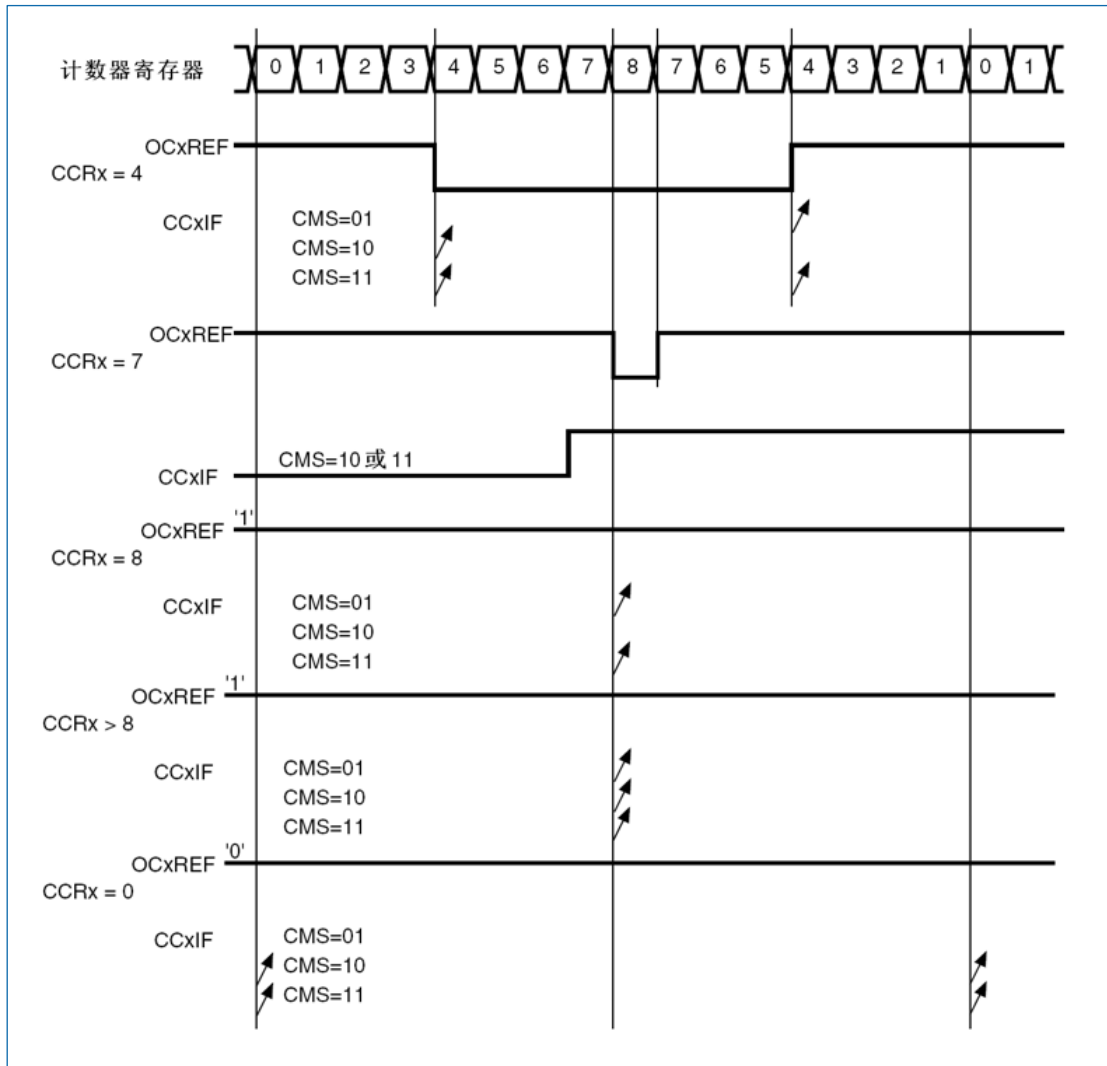 计数器寄存器 0 1 2 3 4 5 6 7 8 7 6 5 4 3 2 1 0 1
OCxREF
CCRx = 4
CCxIF CMS=01
CMS=10
CMS=11
OCxREF
CCRx = 7
CMS=10 或 11
CCxIF
'1'
OCxREF
CCRx = 8
CCxIF CMS=01
CMS=10
CMS=11
'1'
OCxREF
CCRx > 8
CCxIF CMS=01
CMS=10
CMS=11
'0'
OCxREF
CCRx = 0
CCxIF CMS=01
CMS=10
CMS=11